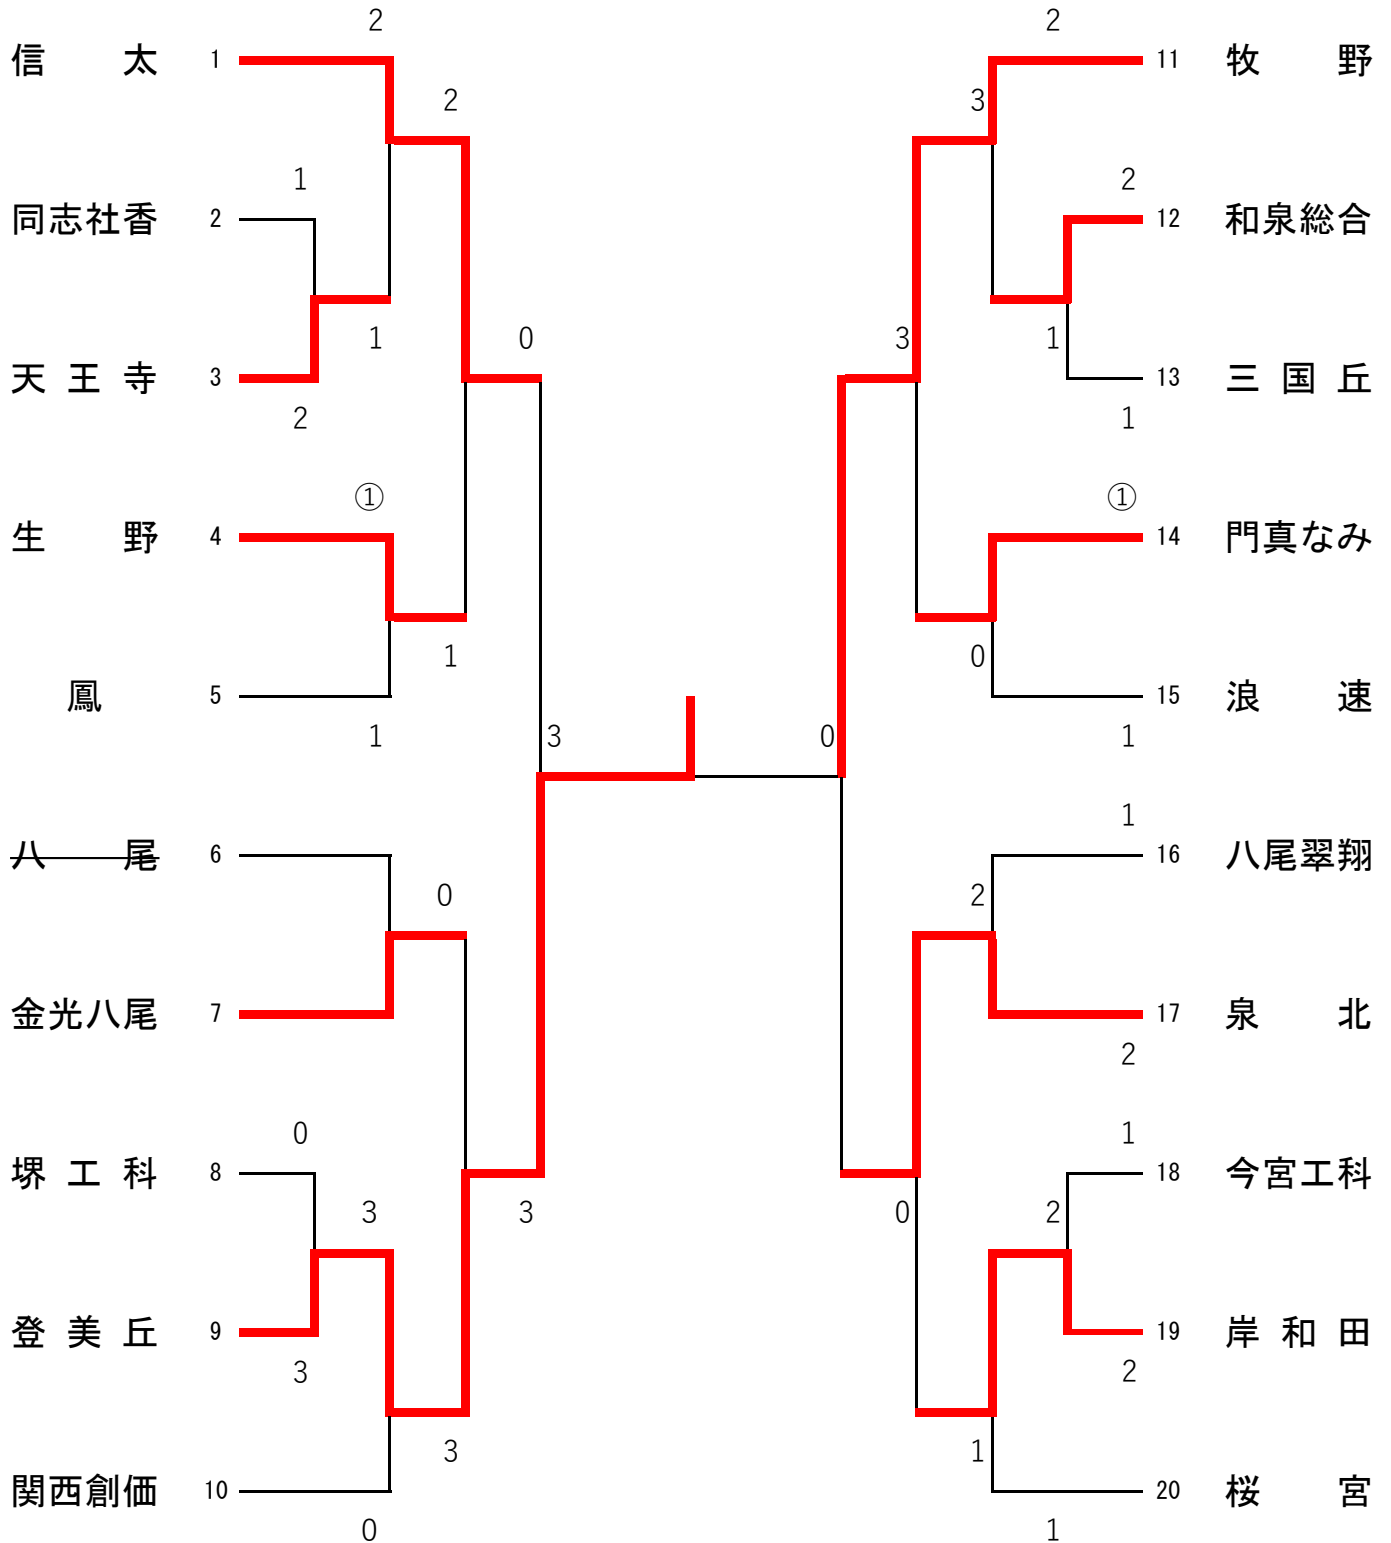 2 2
信 太 1 11 牧 野
2 3
1 2
同志社香 2 12 和泉総合
1 0 3 1
天王寺 3 13 三国丘
2 1
① ①
生 野 4 14 門真なみ
1 0
鳳 5 15 浪 速
1 3 0 1
1
八 尾 6 16 八尾翠翔
0 2
金光八尾 7 17 泉 北
2
0 1
堺工科 8 18 今宮工科
3 3 0 2
登美丘 9 19 岸和田
3 2
3 1
関西創価 10 20 桜 宮
0 1